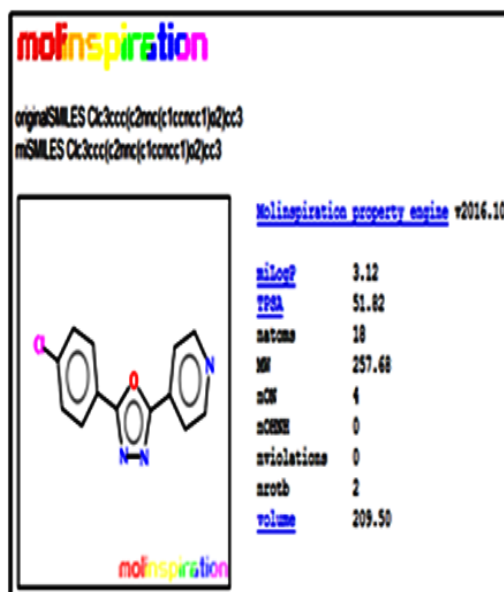 molinspiration
originalSMILES Clc3ccc(c2nnc(c1ccncc1)o2)cc3
miSMILES Clc3ccc(c2nnc(c1ccncc1)o2)cc3
Molinspiration property engine v2016.10
miLogP 3.12
TPSA 51.82
natoms 18
MW 257.68
nON 4
nOHNH 0
nviolations 0
nrotb 2
volume 209.50
Cl
O
N
N N
molinspiration